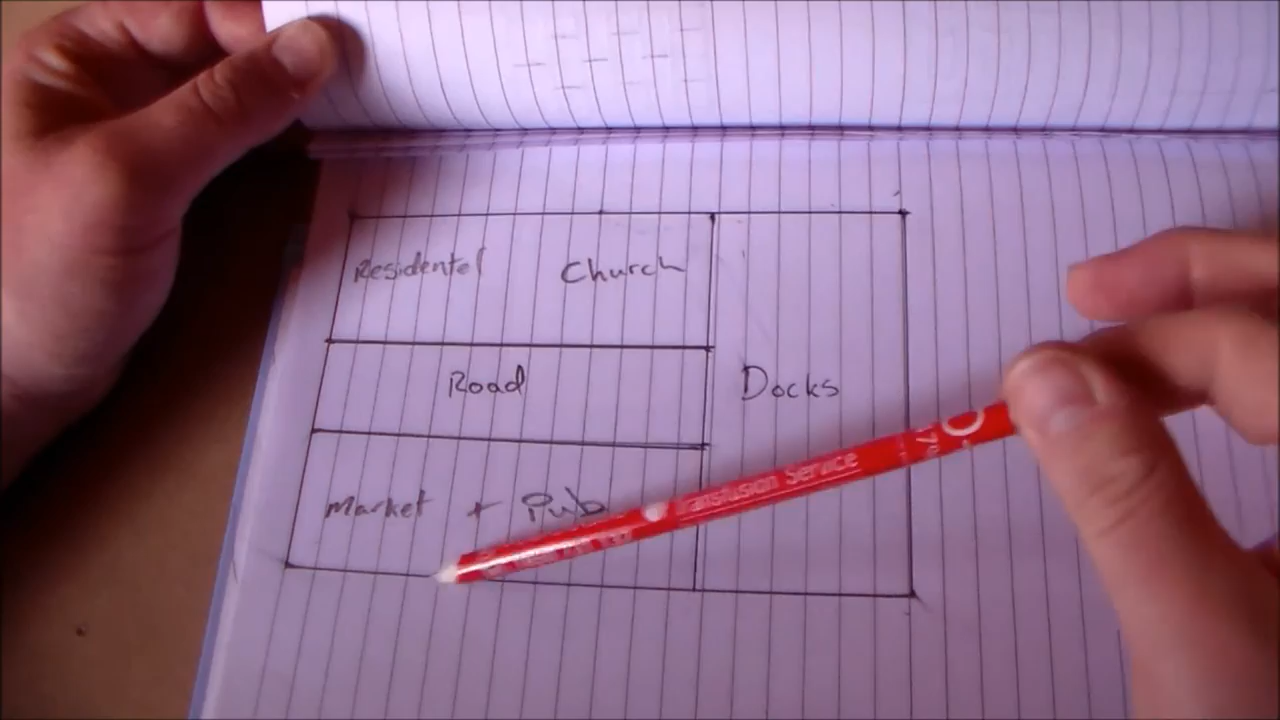 Residentel
Church
Road
Docks
Market + Pub
Transfusion Service